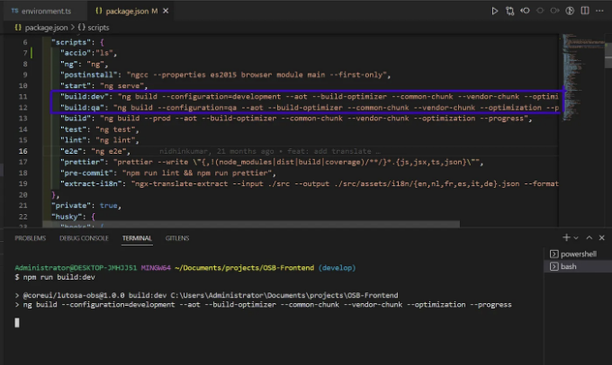 environment.ts
package.json M
package.json > scripts
6 "scripts": {
7 "accio":"ls",
8 "ng": "ng",
9 "postinstall": "ngcc --properties es2015 browser module main --first-only",
10 "start": "ng serve",
11 "build:dev": "ng build --configuration=development --aot --build-optimizer --common-chunk --vendor-chunk --optimi
12 "build:qa": "ng build --configuration=qa --aot --build-optimizer --common-chunk --vendor-chunk --optimization --p
13 "build": "ng build --prod --aot --build-optimizer --common-chunk --vendor-chunk --optimization --progress",
14 "test": "ng test",
15 "lint": "ng lint",
16 "e2e": "ng e2e", nidhinkumar, 21 months ago • feat: add translate …
17 "prettier": "prettier --write \"{,!(node_modules|dist|build|coverage)/**/}*.{js,jsx,ts,json}\"",
18 "pre-commit": "npm run lint && npm run prettier",
19 "extract-i18n": "ngx-translate-extract --input ./src --output ./src/assets/i18n/{en,nl,fr,es,it,de}.json --format
20 },
21 "private": true,
22 "husky": {
23 "hooks": {
PROBLEMS DEBUG CONSOLE TERMINAL GITLENS
powershell
bash
Administrator@DESKTOP-JMHJJ51 MINGW64 ~/Documents/projects/OSB-Frontend (develop)
$ npm run build:dev
> @coreui/lutosa-obs@1.0.0 build:dev C:\Users\Administrator\Documents\projects\OSB-Frontend
> ng build --configuration=development --aot --build-optimizer --common-chunk --vendor-chunk --optimization --progress